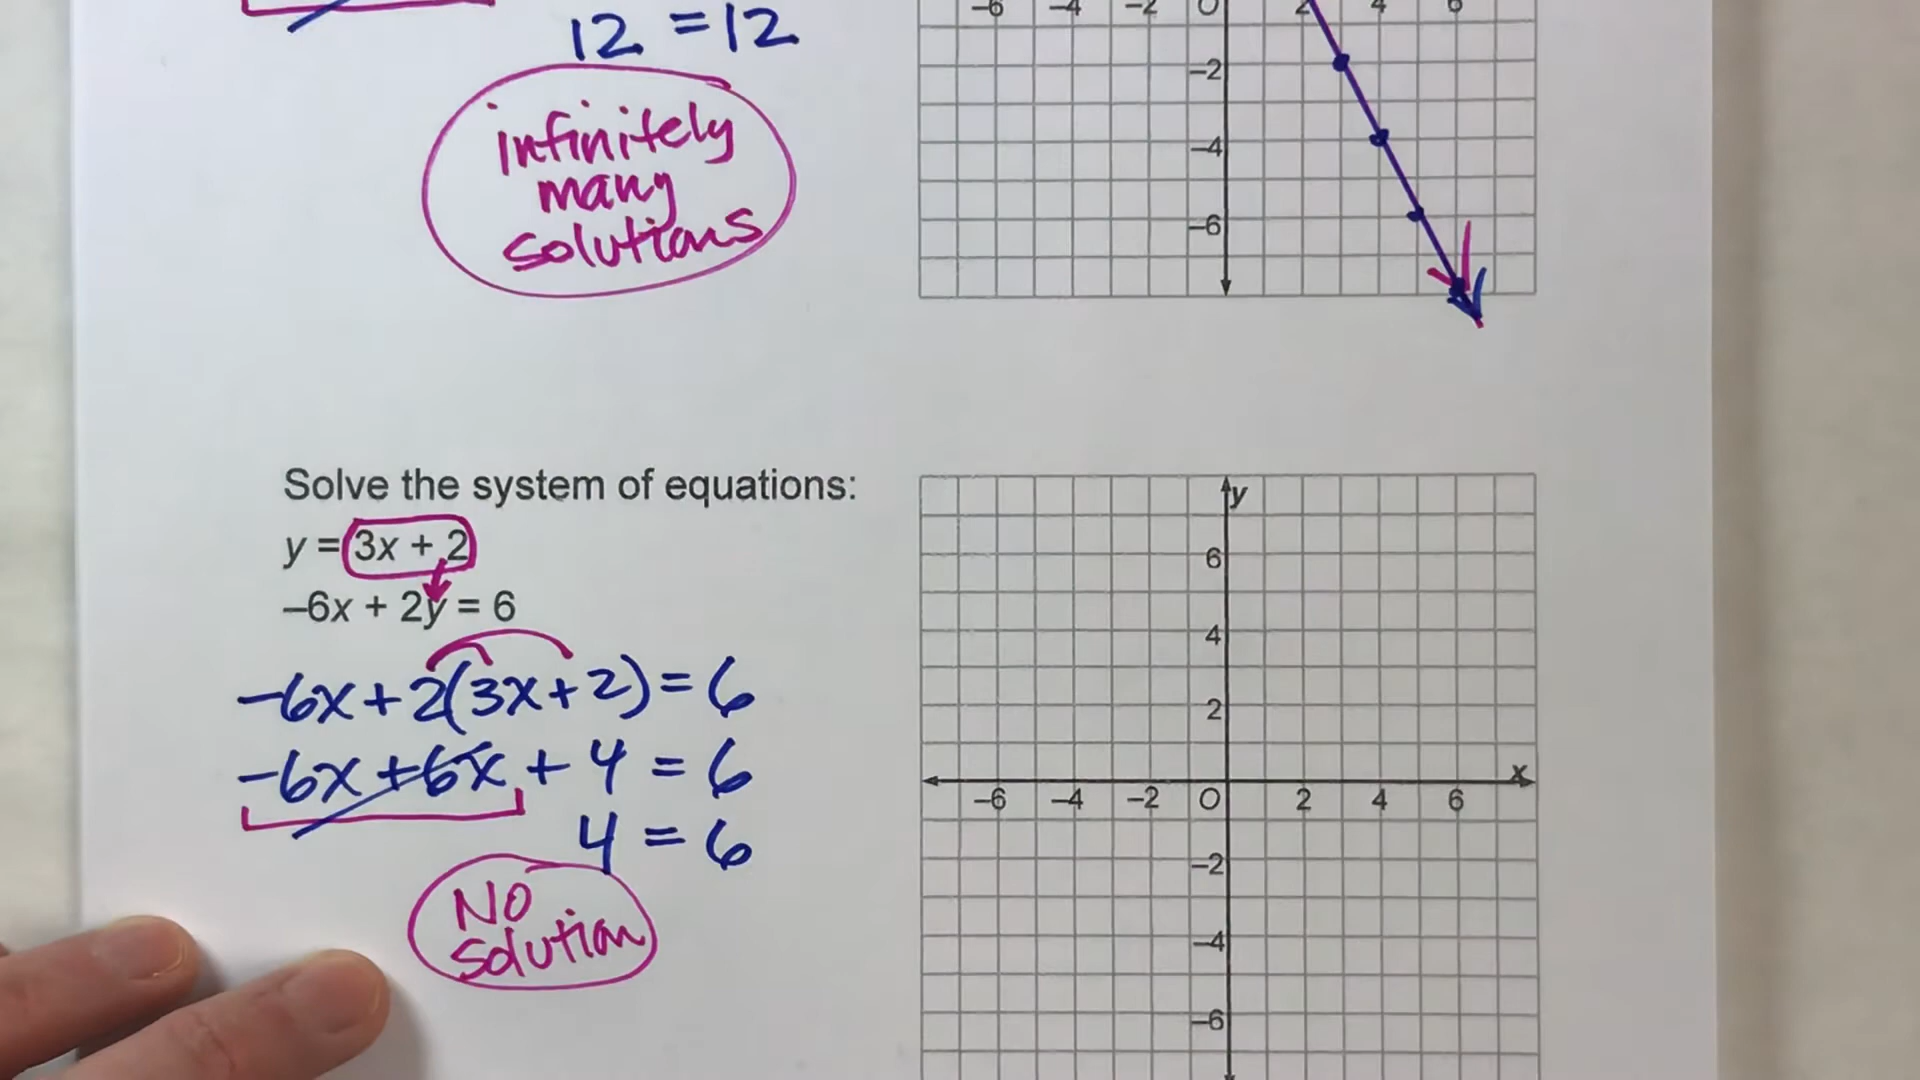 12 = 12
infinitely
many
solutions
–6 –4 –2 O 2 4 6
–2
–4
–6
Solve the system of equations:
y = 3x + 2
–6x + 2y = 6
-6x + 2(3x + 2) = 6
-6x + 6x + 4 = 6
4 = 6
No
solution
y
6
4
2
x
–6 –4 –2 O 2 4 6
–2
–4
–6